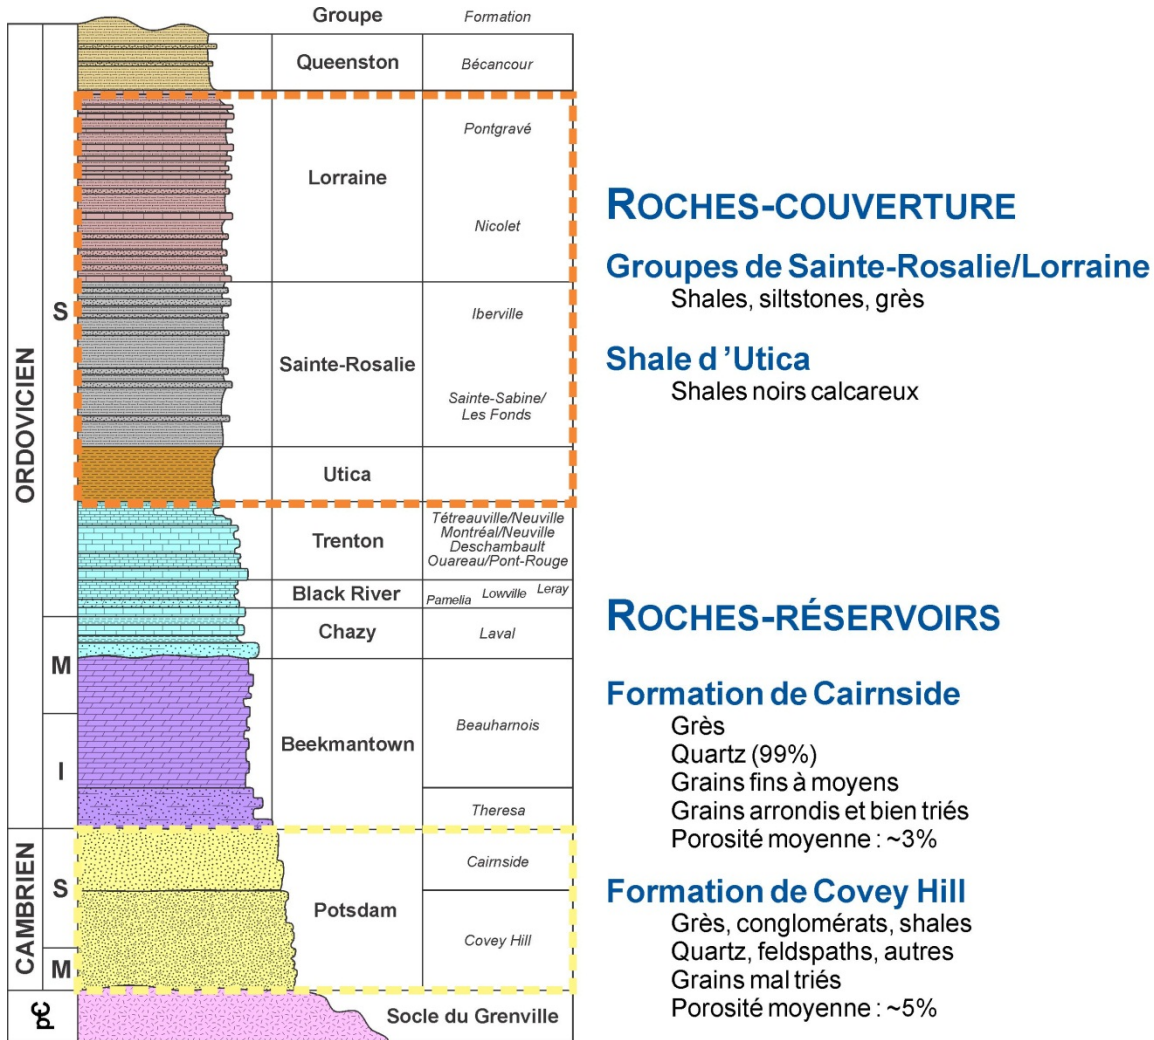 Groupe Formation
Queenston Bécancour
Lorraine
Pontgravé
Nicolet
Sainte-Rosalie
Iberville
Sainte-Sabine/
Les Fonds
Utica
Trenton
Tétreauville/Neuville
Montréal/Neuville
Deschambault
Ouareau/Pont-Rouge
Black River Pamelia Lowville Leray
Chazy Laval
Beekmantown
Beauharnois
Theresa
Potsdam
Cairnside
Covey Hill
Socle du Grenville
ORDOVICIEN
S
M
I
CAMBRIEN
S
M
p€
ROCHES-COUVERTURE
Groupes de Sainte-Rosalie/Lorraine
Shales, siltstones, grès
Shale d 'Utica
Shales noirs calcareux
ROCHES-RÉSERVOIRS
Formation de Cairnside
Grès
Quartz (99%)
Grains fins à moyens
Grains arrondis et bien triés
Porosité moyenne : ~3%
Formation de Covey Hill
Grès, conglomérats, shales
Quartz, feldspaths, autres
Grains mal triés
Porosité moyenne : ~5%